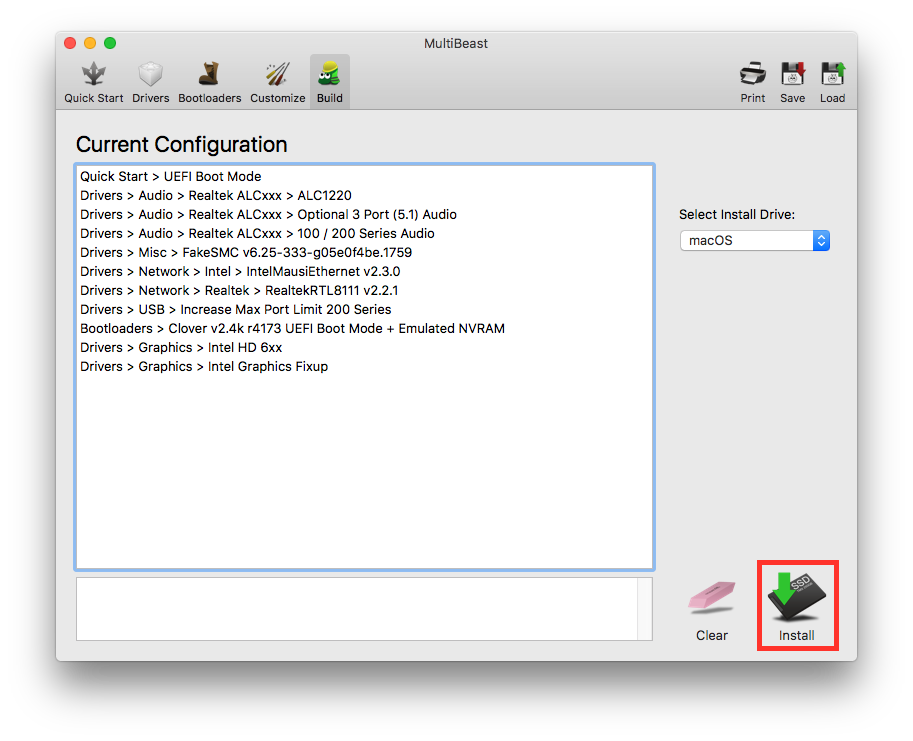 MultiBeast
Quick Start Drivers Bootloaders Customize Build Print Save Load
Current Configuration
Quick Start > UEFI Boot Mode
Drivers > Audio > Realtek ALCxxx > ALC1220
Drivers > Audio > Realtek ALCxxx > Optional 3 Port (5.1) Audio
Drivers > Audio > Realtek ALCxxx > 100 / 200 Series Audio
Drivers > Misc > FakeSMC v6.25-333-g05e0f4be.1759
Drivers > Network > Intel > IntelMausiEthernet v2.3.0
Drivers > Network > Realtek > RealtekRTL8111 v2.2.1
Drivers > USB > Increase Max Port Limit 200 Series
Bootloaders > Clover v2.4k r4173 UEFI Boot Mode + Emulated NVRAM
Drivers > Graphics > Intel HD 6xx
Drivers > Graphics > Intel Graphics Fixup
Select Install Drive:
macOS
SSD
Clear Install